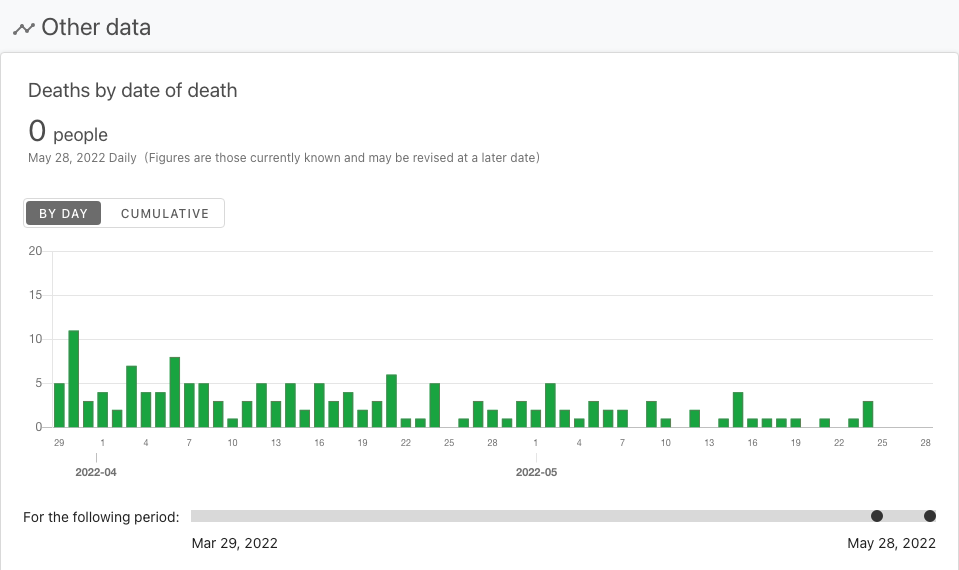 Other data
Deaths by date of death
0 people
May 28, 2022 Daily (Figures are those currently known and may be revised at a later date)
BY DAY CUMULATIVE
20
15
10
5
0
29 1 4 7 10 13 16 19 22 25 28 1 4 7 10 13 16 19 22 25 28
2022-04 2022-05
For the following period:
Mar 29, 2022 May 28, 2022